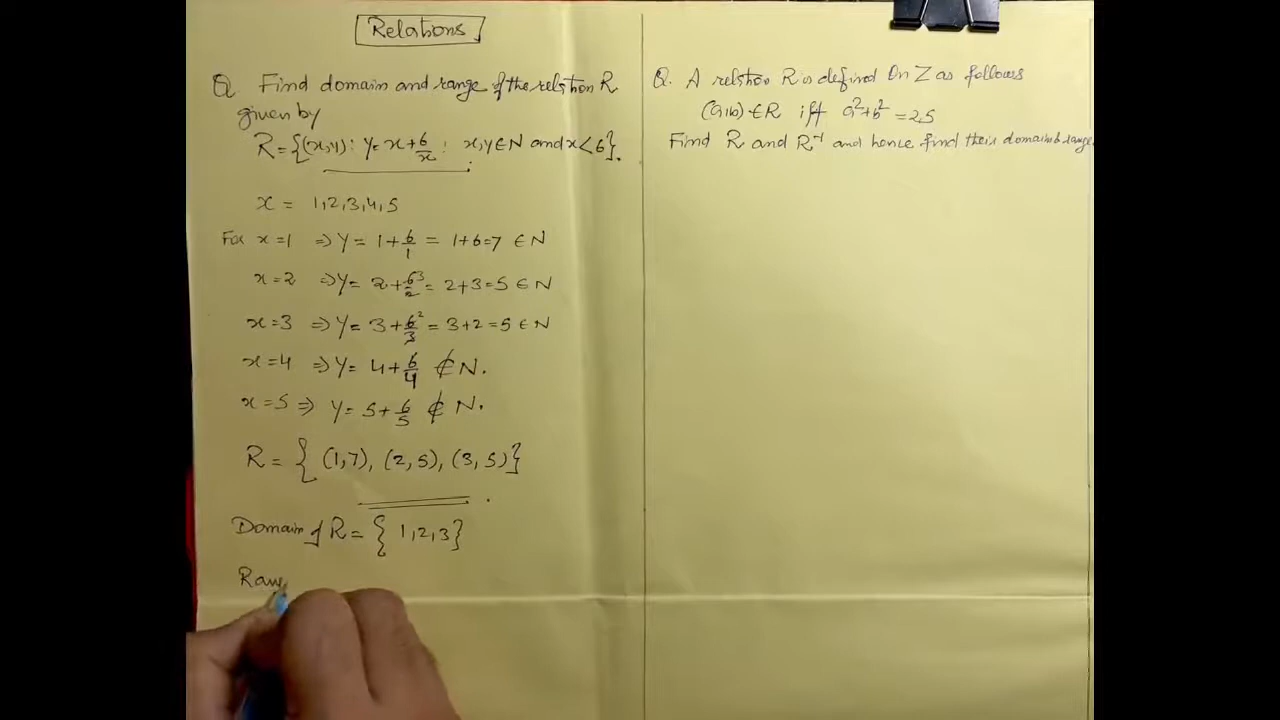 Relations
Q. Find domain and range of the relation R
given by
R = {(x,y): y = x + 6/x : x,y ∈ N and x < 6}.
x = 1,2,3,4,5
For x=1 ⇒ y = 1 + 6/1 = 1+6=7 ∈ N
x=2 ⇒ y = 2 + 6/2 3 = 2+3=5 ∈ N
x=3 ⇒ y = 3 + 6/3 2 = 3+2=5 ∈ N
x=4 ⇒ y = 4 + 6/4 ∉ N.
x=5 ⇒ y = 5 + 6/5 ∉ N.
R = { (1,7), (2,5), (3,5)}
Domain of R = { 1,2,3}
Rang
Q. A relation R is defined On Z as follows
(a,b) ∈ R iff a²+b² = 25
Find R and R⁻¹ and hence find their domain & range